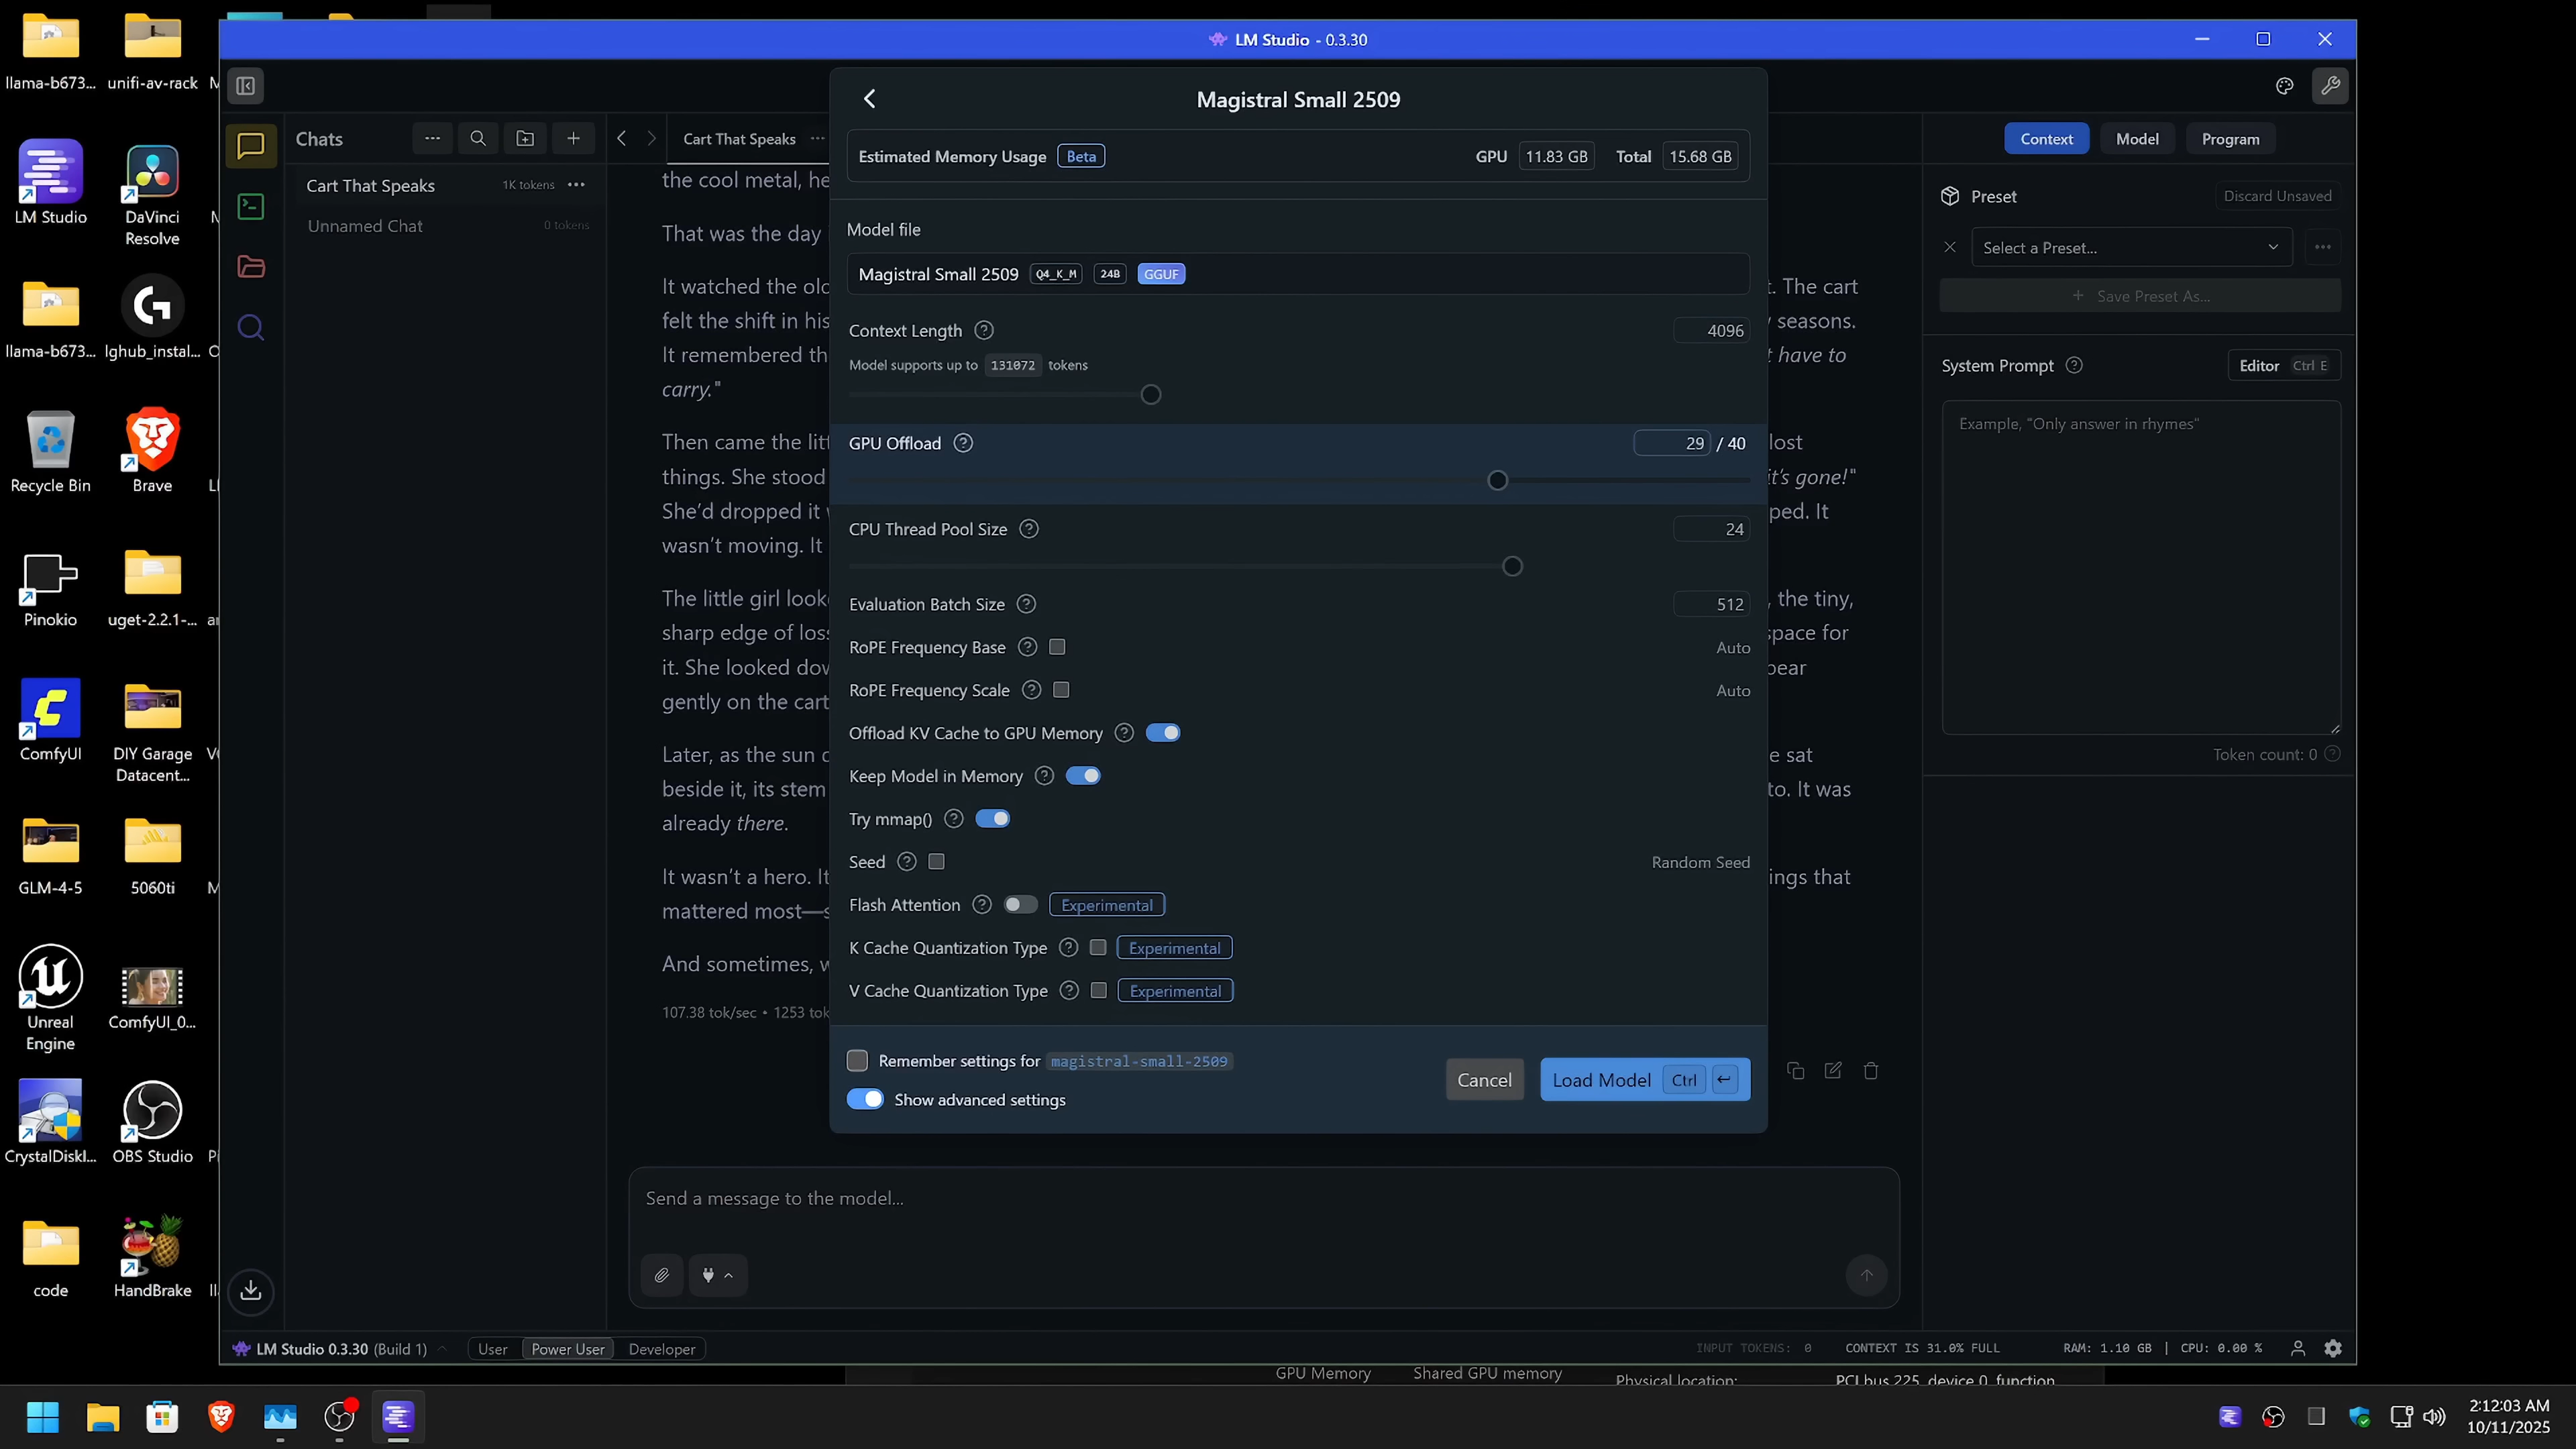 LM Studio - 0.3.30
llama-b673...
unifi-av-rack
LM Studio
DaVinci
Resolve
llama-b673...
lghub_instal...
Recycle Bin
Brave
Pinokio
uget-2.2.1-...
ComfyUI
DIY Garage
Datacent...
GLM-4-5
5060ti
Unreal
Engine
ComfyUI_0...
CrystalDiskI...
OBS Studio
code
HandBrake
Chats
Cart That Speaks
1K tokens
Unnamed Chat
0 tokens
Cart That Speaks
the cool metal, he
That was the day
It watched the old
t. The cart
felt the shift in his
seasons.
It remembered th
t have to
carry."
Then came the litt
lost
things. She stood
it's gone!"
She'd dropped it
ped. It
wasn't moving. It
The little girl look
, the tiny,
sharp edge of loss
space for
it. She looked dow
bear
gently on the cart
Later, as the sun
e sat
beside it, its stem
to. It was
already there.
It wasn't a hero. It
ings that
mattered most—s
And sometimes, w
107.38 tok/sec • 1253 tok
Magistral Small 2509
Estimated Memory Usage Beta GPU 11.83 GB Total 15.68 GB
Model file
Magistral Small 2509 Q4_K_M 24B GGUF
Context Length ? 4096
Model supports up to 131072 tokens
GPU Offload ? 29 / 40
CPU Thread Pool Size ? 24
Evaluation Batch Size ? 512
RoPE Frequency Base ? Auto
RoPE Frequency Scale ? Auto
Offload KV Cache to GPU Memory ?
Keep Model in Memory ?
Try mmap() ?
Seed ? Random Seed
Flash Attention ? Experimental
K Cache Quantization Type ? Experimental
V Cache Quantization Type ? Experimental
Remember settings for magistral-small-2509
Show advanced settings
Cancel
Load Model Ctrl ↵
Send a message to the model...
Context Model Program
Preset Discard Unsaved
Select a Preset...
+ Save Preset As...
System Prompt ? Editor Ctrl E
Example, "Only answer in rhymes"
Token count: 0 ?
LM Studio 0.3.30 (Build 1) User Power User Developer
INPUT TOKENS: 0 CONTEXT IS 31.0% FULL RAM: 1.10 GB | CPU: 0.00 %
GPU Memory Shared GPU memory Physical location: PCI bus 225, device 0, function
2:12:03 AM
10/11/2025